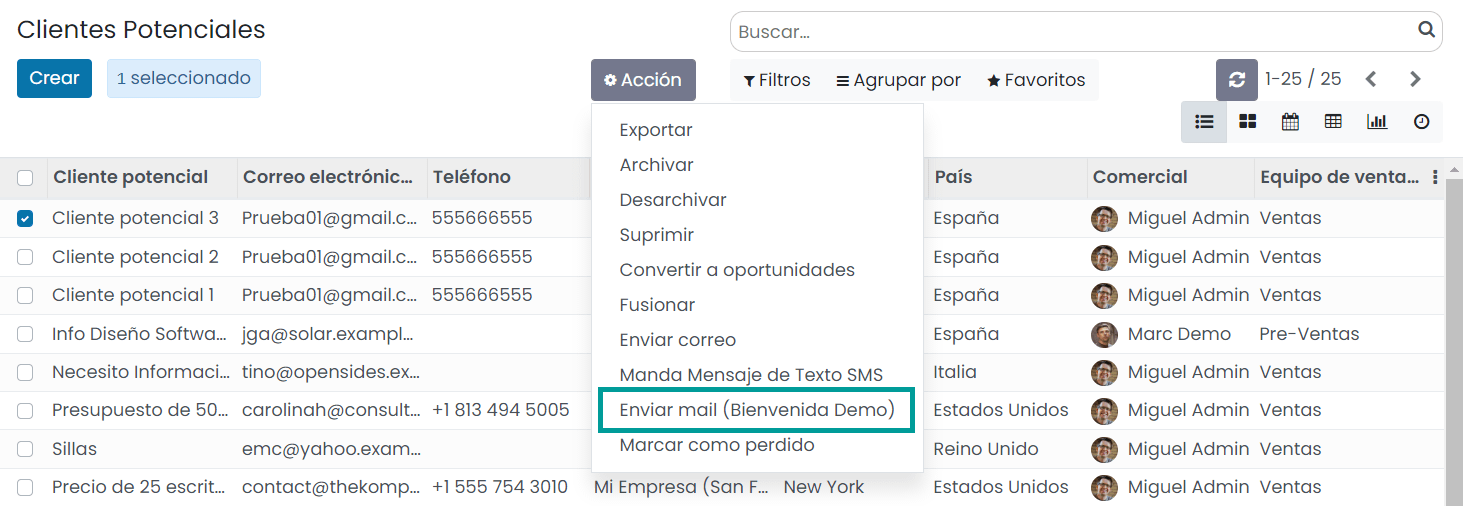 Clientes Potenciales
Buscar...
Crear
1 seleccionado
Acción
Filtros
Agrupar por
Favoritos
1-25 / 25
Exportar
Archivar
Desarchivar
Suprimir
Convertir a oportunidades
Fusionar
Enviar correo
Manda Mensaje de Texto SMS
Enviar mail (Bienvenida Demo)
Marcar como perdido
Cliente potencial Correo electrónic... Teléfono País Comercial Equipo de venta...
Cliente potencial 3 Prueba01@gmail.c... 555666555 España Miguel Admin Ventas
Cliente potencial 2 Prueba01@gmail.c... 555666555 España Miguel Admin Ventas
Cliente potencial 1 Prueba01@gmail.c... 555666555 España Miguel Admin Ventas
Info Diseño Softwa... jga@solar.exampl... España Marc Demo Pre-Ventas
Necesito Informaci... tino@opensides.ex... Italia Miguel Admin Ventas
Presupuesto de 50... carolinah@consult... +1 813 494 5005 Estados Unidos Miguel Admin Ventas
Sillas emc@yahoo.exam... Reino Unido Miguel Admin Ventas
Precio de 25 escrit... contact@thekomp... +1 555 754 3010 Mi Empresa (San F... New York Estados Unidos Miguel Admin Ventas